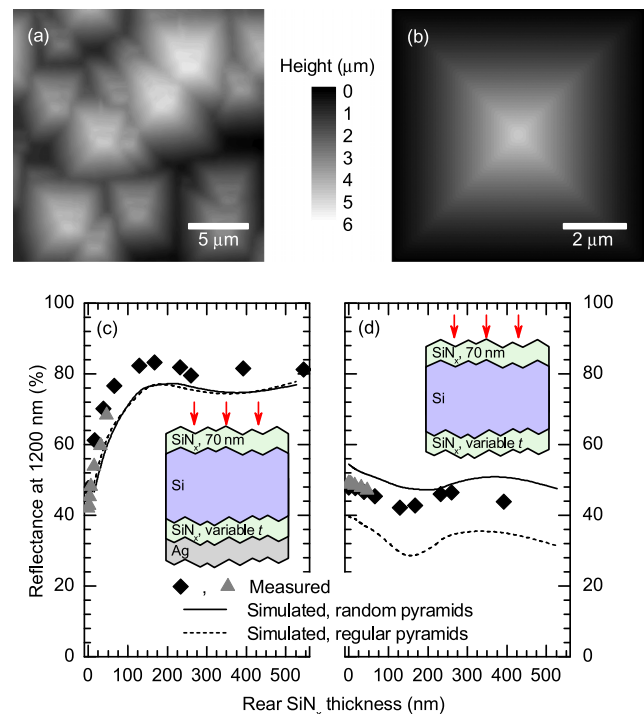 (a)
Height (μm)
0
1
2
3
4
5
6
5 μm
(b)
2 μm
Reflectance at 1200 nm (%)
100
80
60
40
20
0
(c)
SiNx, 70 nm
Si
SiNx, variable t
Ag
◆ , ▲ Measured
Simulated, random pyramids
Simulated, regular pyramids
0 100 200 300 400 500
(d)
SiNx, 70 nm
Si
SiNx, variable t
100
80
60
40
20
0
0 100 200 300 400 500
Rear SiNx thickness (nm)